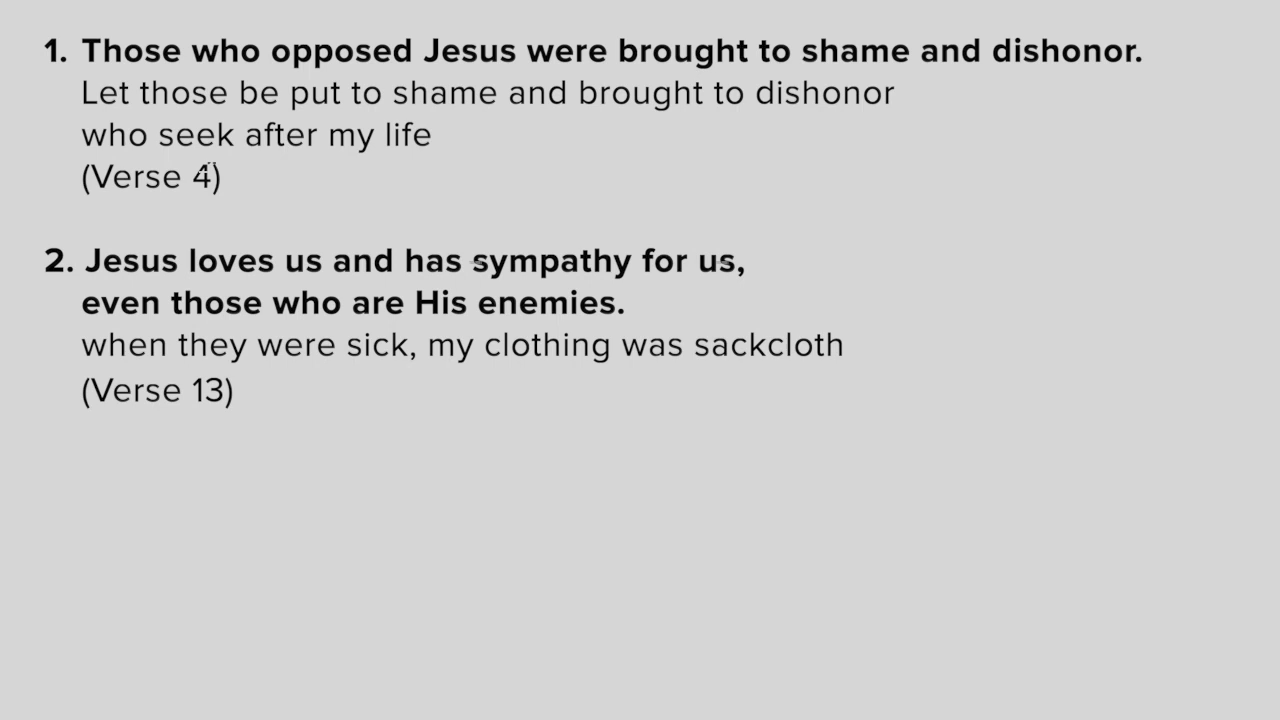 1. Those who opposed Jesus were brought to shame and dishonor.
Let those be put to shame and brought to dishonor
who seek after my life
(Verse 4)
2. Jesus loves us and has sympathy for us,
even those who are His enemies.
when they were sick, my clothing was sackcloth
(Verse 13)